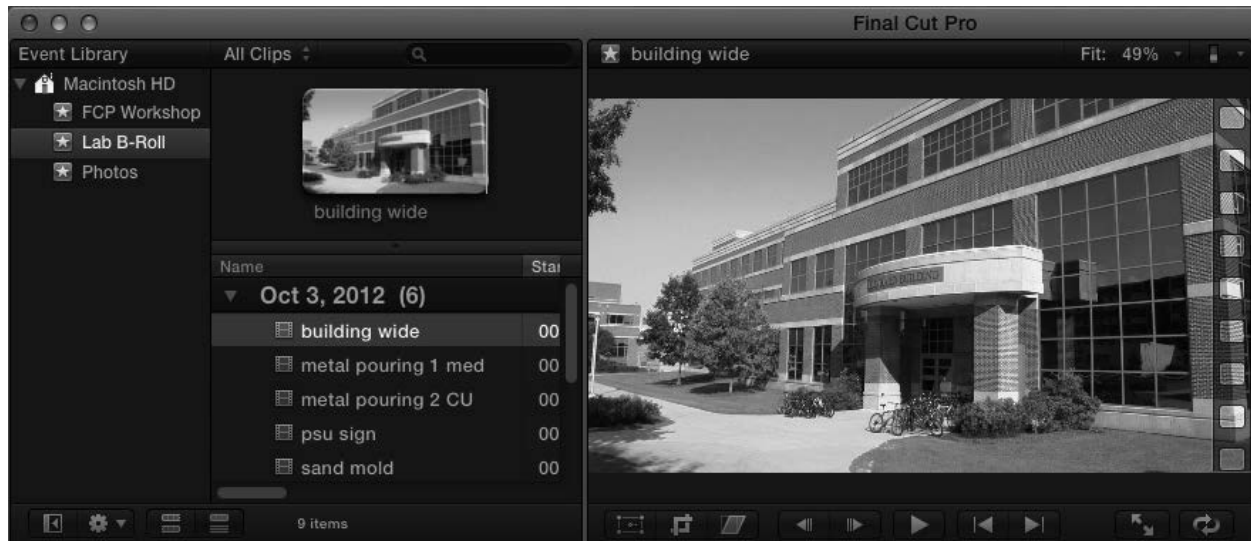 Final Cut Pro
Event Library
All Clips
Macintosh HD
FCP Workshop
Lab B-Roll
Photos
building wide
Name
Star
Oct 3, 2012 (6)
building wide
00
metal pouring 1 med
00
metal pouring 2 CU
00
psu sign
00
sand mold
00
9 items
building wide
Fit: 49%
BUILDING